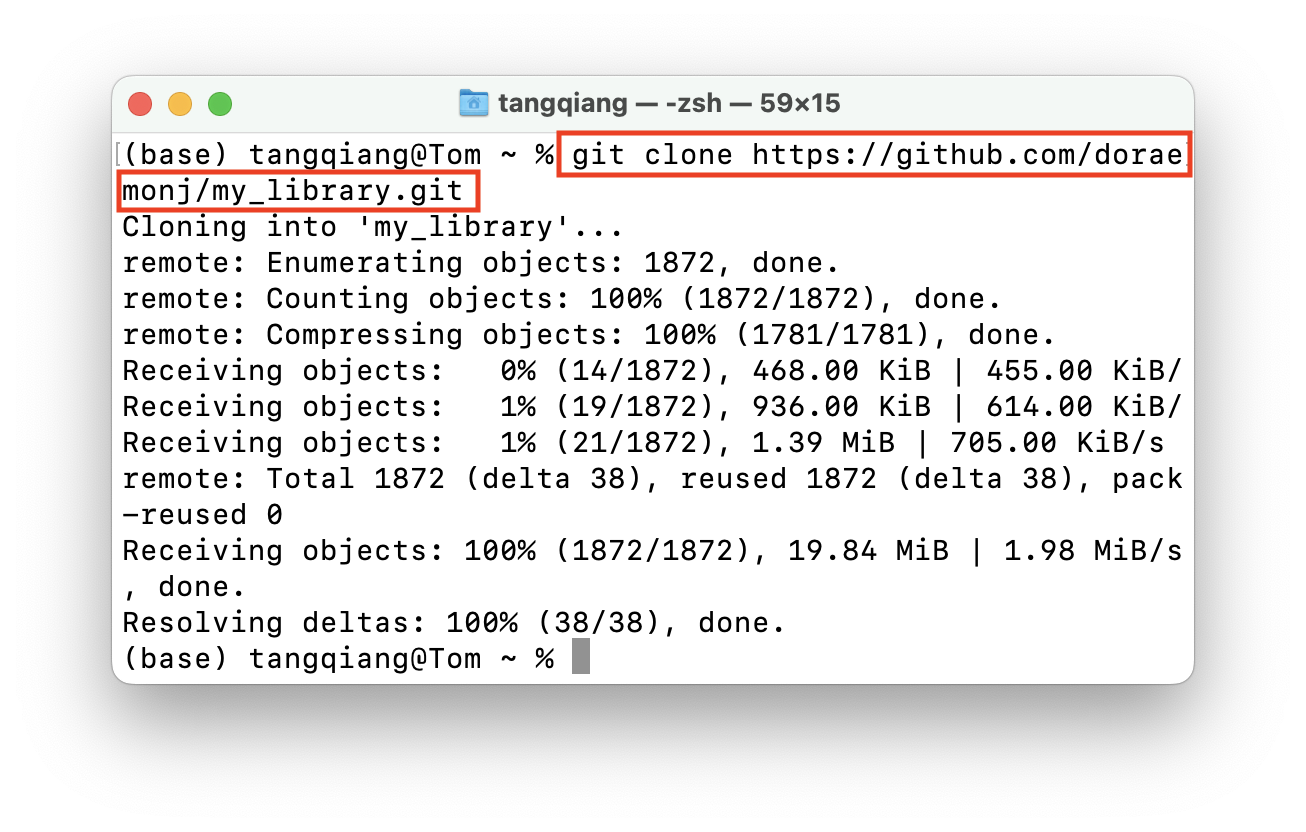 tangqiang — -zsh — 59×15
(base) tangqiang@Tom ~ % git clone https://github.com/dorae
monj/my_library.git
Cloning into 'my_library'...
remote: Enumerating objects: 1872, done.
remote: Counting objects: 100% (1872/1872), done.
remote: Compressing objects: 100% (1781/1781), done.
Receiving objects:   0% (14/1872), 468.00 KiB | 455.00 KiB/
Receiving objects:   1% (19/1872), 936.00 KiB | 614.00 KiB/
Receiving objects:   1% (21/1872), 1.39 MiB | 705.00 KiB/s
remote: Total 1872 (delta 38), reused 1872 (delta 38), pack
-reused 0
Receiving objects: 100% (1872/1872), 19.84 MiB | 1.98 MiB/s
, done.
Resolving deltas: 100% (38/38), done.
(base) tangqiang@Tom ~ %